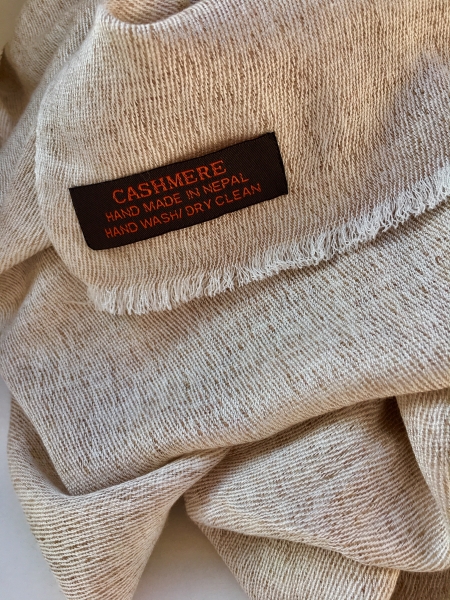 CASHMERE
HAND MADE IN NEPAL
HAND WASH/ DRY CLEAN